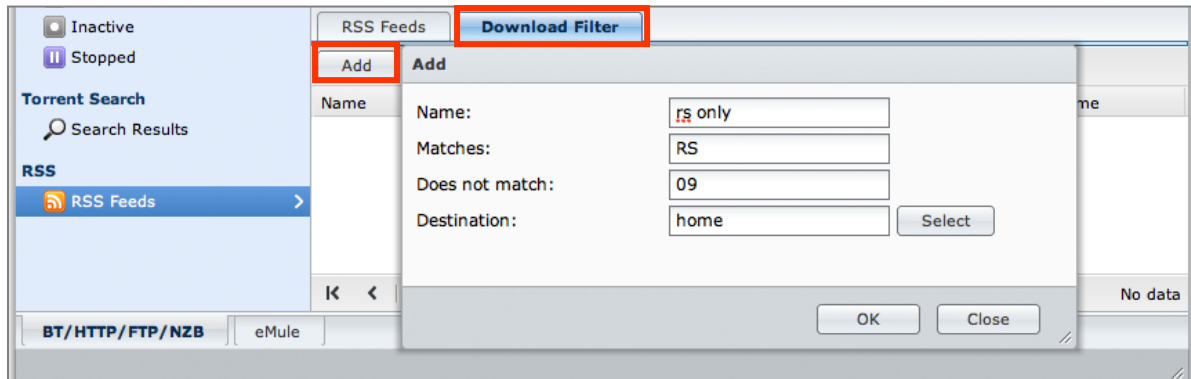 Inactive
Stopped
Torrent Search
Search Results
RSS
RSS Feeds
BT/HTTP/FTP/NZB eMule
RSS Feeds Download Filter
Add
Name
No data
Add
Name: rs only
Matches: RS
Does not match: 09
Destination: home Select
OK Close